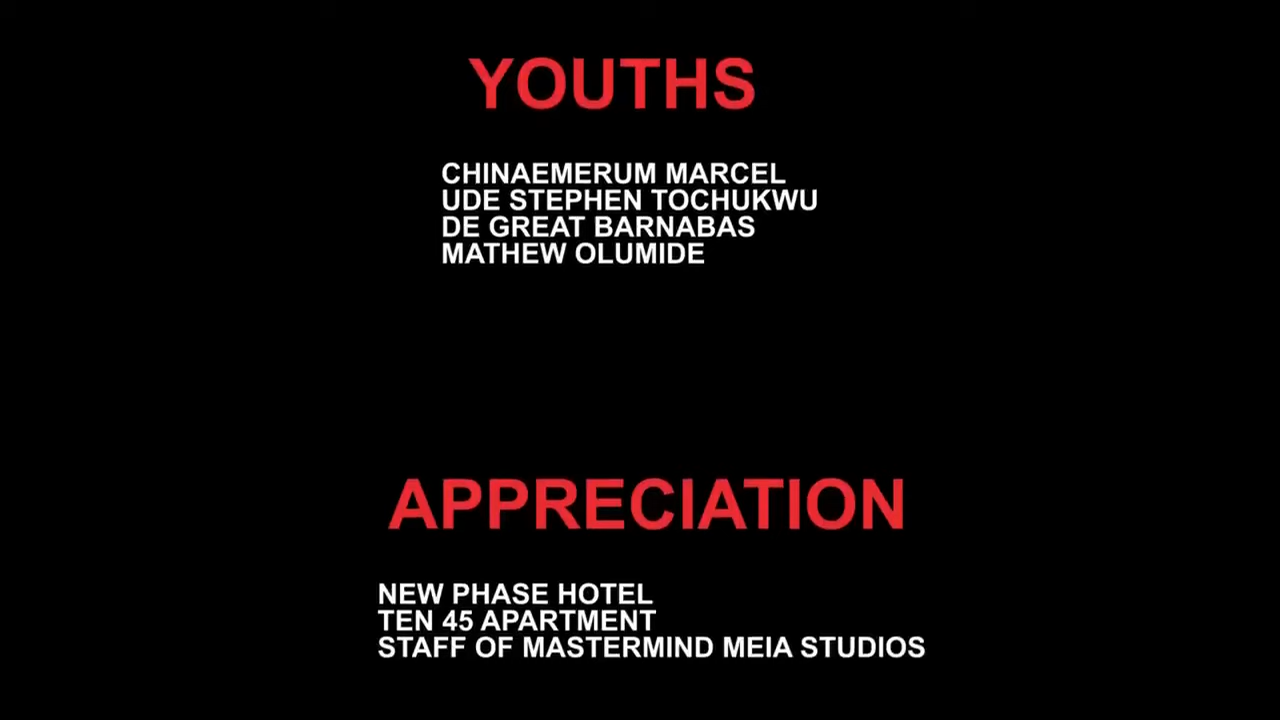 YOUTHS
CHINAEMERUM MARCEL
UDE STEPHEN TOCHUKWU
DE GREAT BARNABAS
MATHEW OLUMIDE
APPRECIATION
NEW PHASE HOTEL
TEN 45 APARTMENT
STAFF OF MASTERMIND MEIA STUDIOS